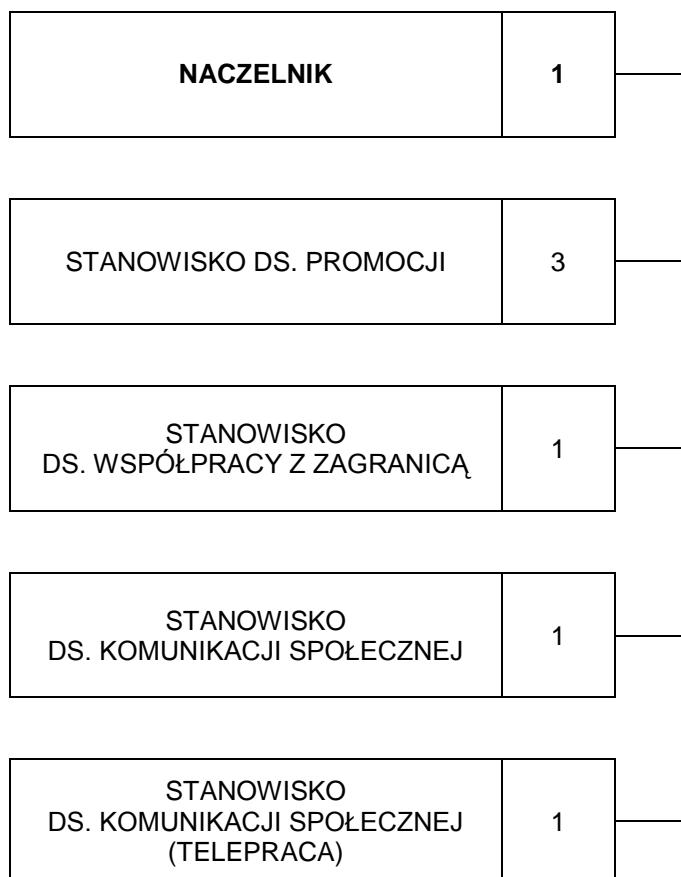 NACZELNIK 1
STANOWISKO DS. PROMOCJI 3
STANOWISKO
DS. WSPÓŁPRACY Z ZAGRANICĄ 1
STANOWISKO
DS. KOMUNIKACJI SPOŁECZNEJ 1
STANOWISKO
DS. KOMUNIKACJI SPOŁECZNEJ 1
(TELEPRACA)